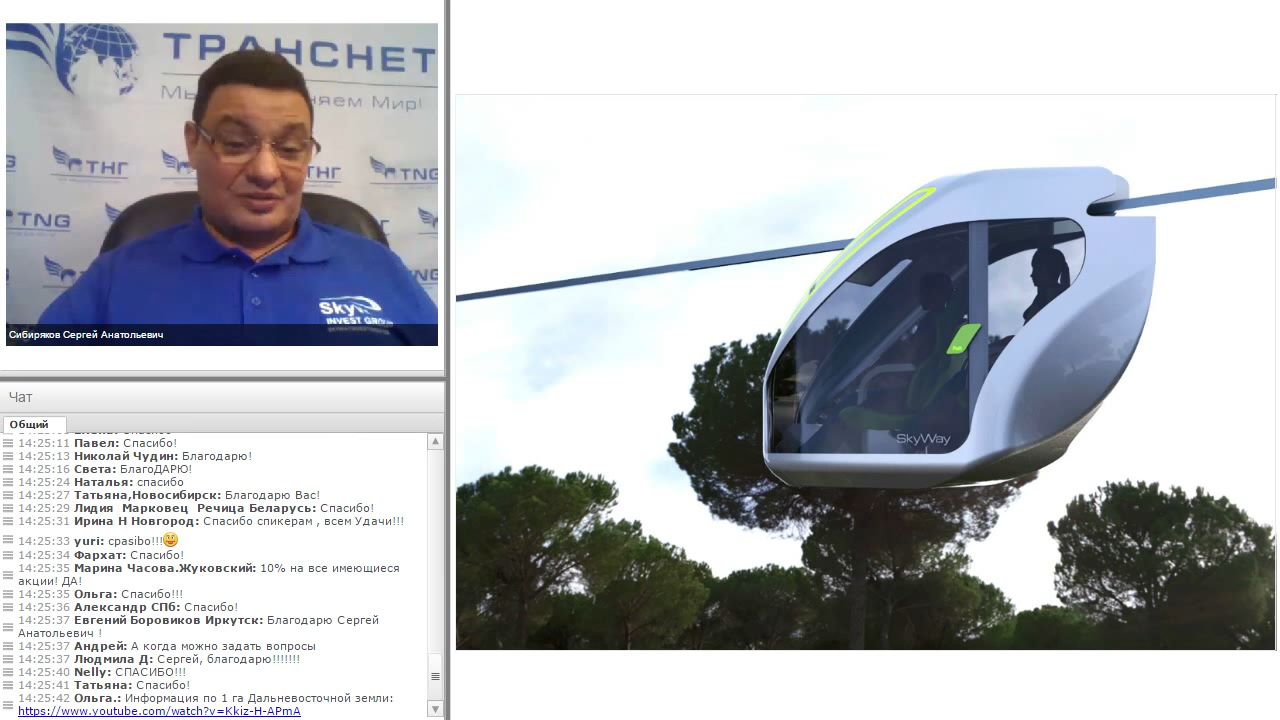 ТРАНСНЕТ
Мы
няем Мир!
ТНГ
TNG
TNG
Sky
INVEST GROUP
Сибиряков Сергей Анатольевич
SkyWay
Чат
Общий
14:25:11 Павел: Спасибо!
14:25:13 Николай Чудин: Благодарю!
14:25:16 Света: БлагоДАРЮ!
14:25:24 Наталья: спасибо
14:25:27 Татьяна,Новосибирск: Благодарю Вас!
14:25:29 Лидия Марковец Речица Беларусь: Спасибо!
14:25:31 Ирина Н Новгород: Спасибо спикерам , всем Удачи!!!
14:25:33 yuri: cpasibo!!!
14:25:34 Фархат: Спасибо!
14:25:35 Марина Часова.Жуковский: 10% на все имеющиеся
акции! ДА!
14:25:35 Ольга: Спасибо!!!
14:25:36 Александр СПб: Спасибо!
14:25:37 Евгений Боровиков Иркутск: Благодарю Сергей
Анатольевич !
14:25:37 Андрей: А когда можно задать вопросы
14:25:37 Людмила Д: Сергей, благодарю!!!!!!!
14:25:40 Nelly: СПАСИБО!!!
14:25:41 Татьяна: Спасибо!
14:25:42 Ольга.: Информация по 1 га Дальневосточной земли:
https://www.youtube.com/watch?v=Kkiz-H-APmA